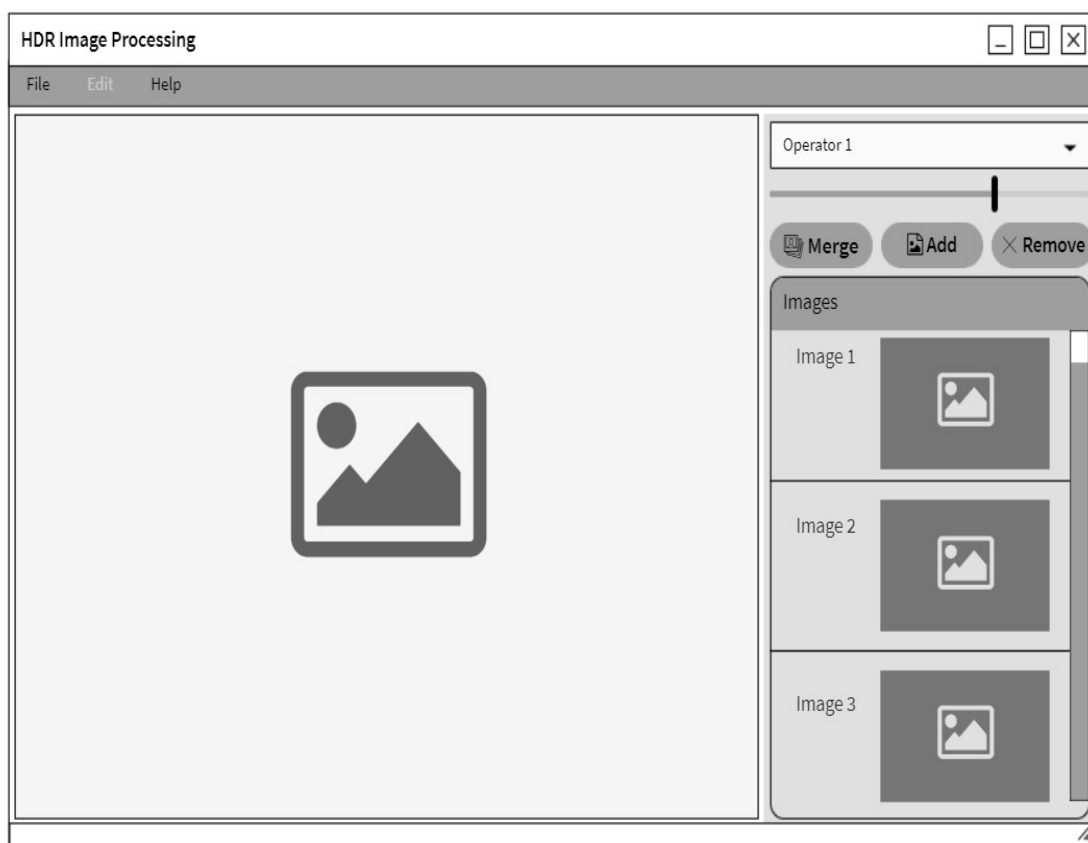 HDR Image Processing
File Edit Help
Operator 1
Merge Add Remove
Images
Image 1
Image 2
Image 3